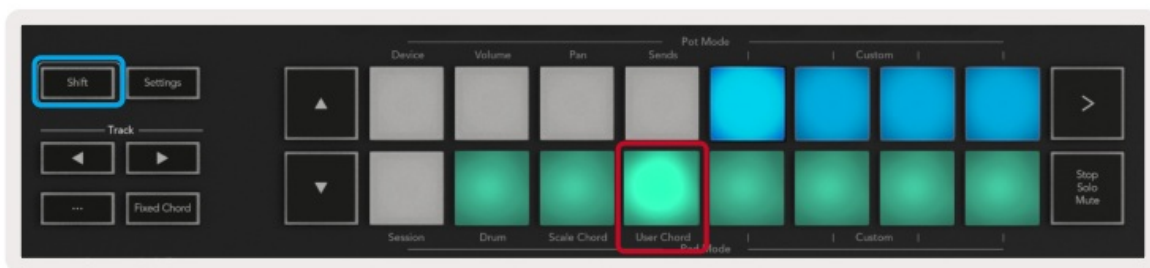 Pot Mode
Device Volume Pan Sends Custom
Shift Settings
Track
... Fixed Chord
>
Stop
Solo
Mute
Session Drum Scale Chord User Chord Custom
Pad Mode